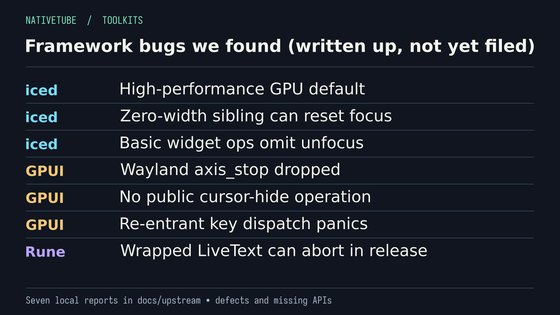 NATIVETUBE / TOOLKITS
Framework bugs we found (written up, not yet filed)
iced High-performance GPU default
iced Zero-width sibling can reset focus
iced Basic widget ops omit unfocus
GPUI Wayland axis_stop dropped
GPUI No public cursor-hide operation
GPUI Re-entrant key dispatch panics
Rune Wrapped LiveText can abort in release
Seven local reports in docs/upstream • defects and missing APIs